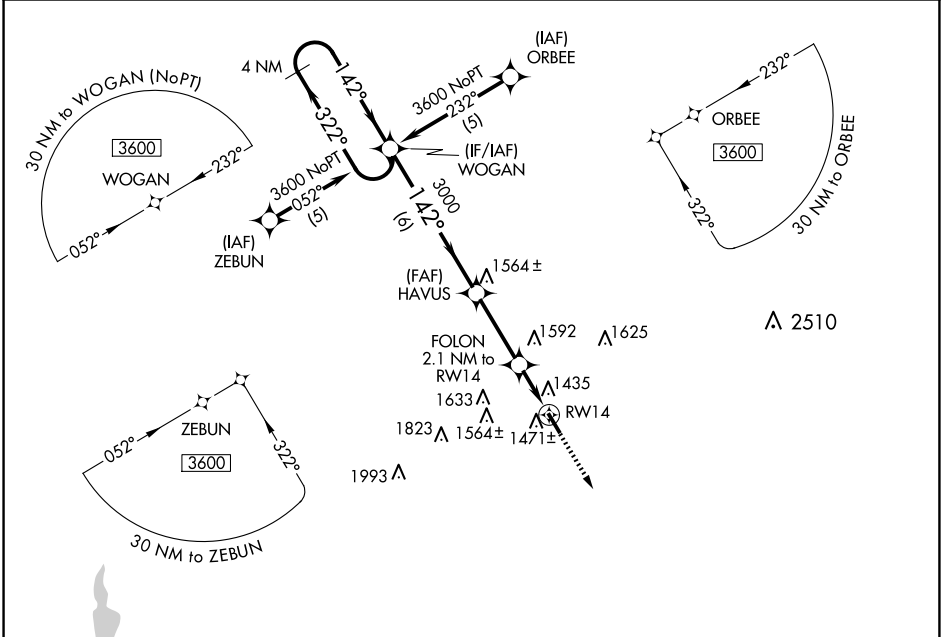 30 NM to WOGAN (NoPT)
3600
WOGAN
232°
052°
4 NM
142°
322°
(IAF)
ORBEE
3600 NoPT
232°
(5)
(IF/IAF)
WOGAN
3600 NoPT
052°
(5)
(IAF)
ZEBUN
3000
142°
(6)
232°
ORBEE
3600
322°
30 NM to ORBEE
(FAF)
HAVUS
1564 ±
FOLON
2.1 NM to
RW14
1592
1625
2510
1435
RW14
1633
1823
1564±
1471±
1993
052°
ZEBUN
3600
322°
30 NM to ZEBUN